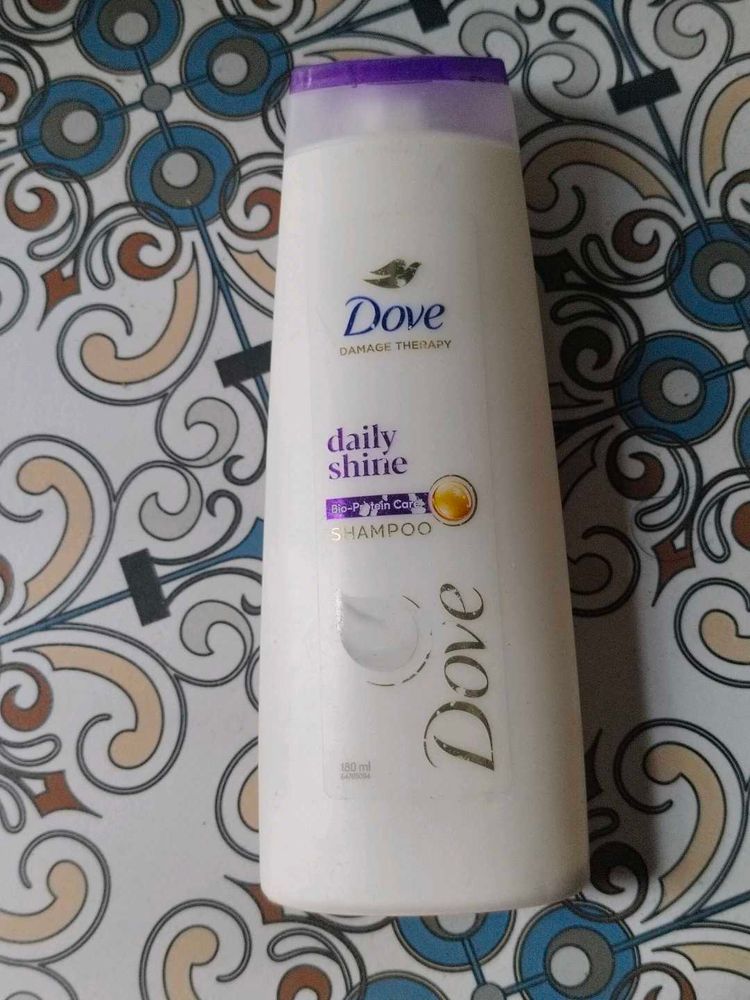 Dove
DAMAGE THERAPY
daily
shine
Bio-Protein Care
SHAMPOO
Dove
180 ml